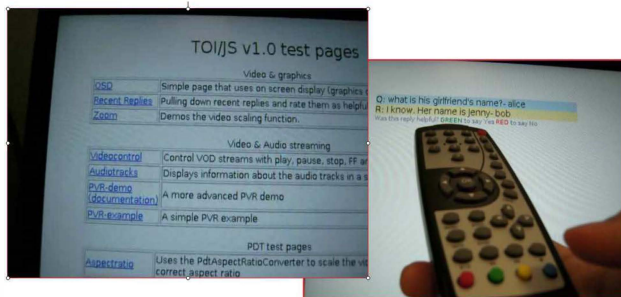 TOI/JS v1.0 test pages
Video & graphics
OSD Simple page that uses on screen display (graphics
Recent Replies Pulling down recent replies and rate them as helpfu
Zoom Demos the video scaling function.
Video & Audio streaming
Videocontrol Control VOD streams with play, pause, stop, FF an
Audiotracks Displays information about the audio tracks in a s
PVR-demo
(documentation) A more advanced PVR demo
PVR-example A simple PVR example
PDT test pages
Aspectratio Uses the PdtAspectRatioConverter to scale the vid
correct aspect ratio
Q: what is his girlfriend's name?- alice
R: I know. Her name is Jenny- bob
Was this reply helpful? GREEN to say Yes RED to say No